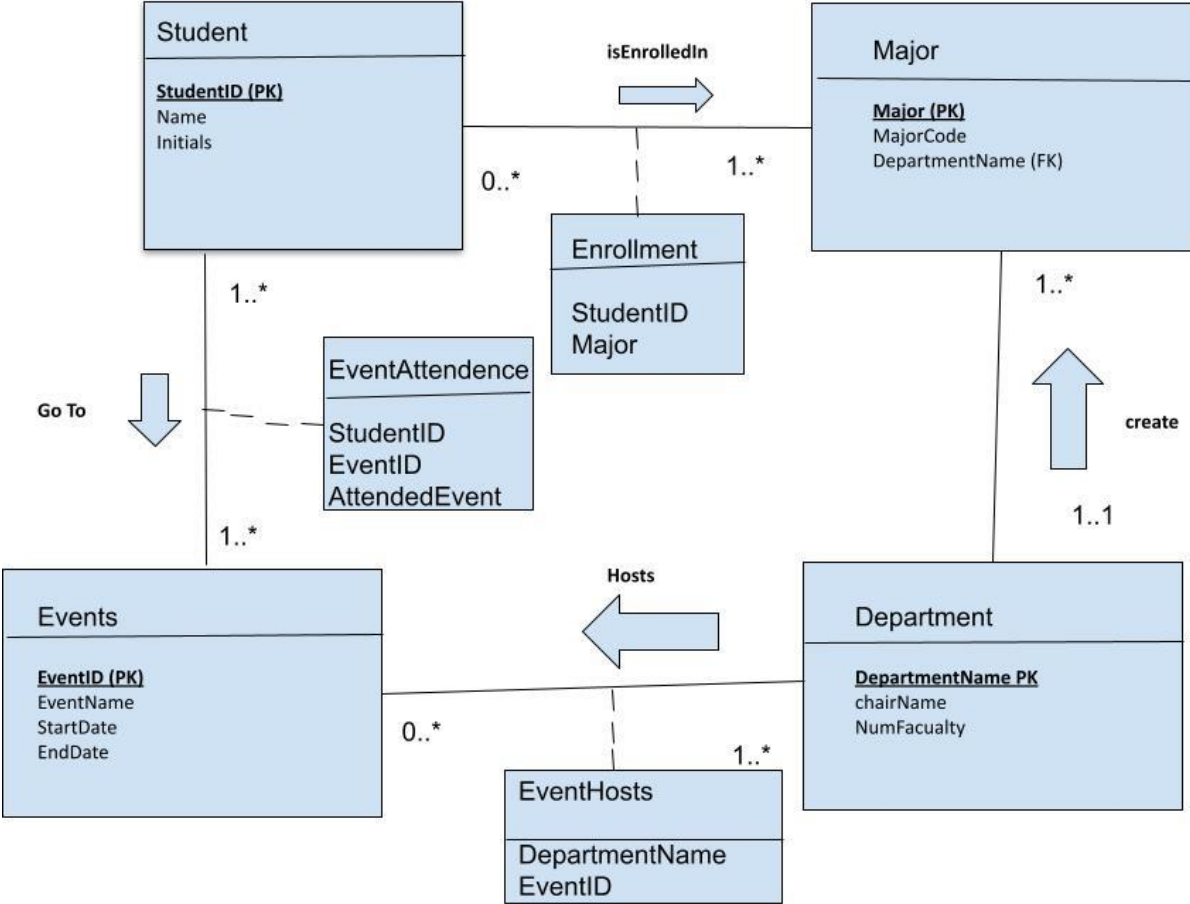 Student
StudentID (PK)
Name
Initials
isEnrolledIn
Major
Major (PK)
MajorCode
DepartmentName (FK)
0..*
1..*
Enrollment
StudentID
Major
1..*
1..*
EventAttendence
StudentID
EventID
AttendedEvent
Go To
create
1..*
1..1
Events
EventID (PK)
EventName
StartDate
EndDate
Hosts
Department
DepartmentName PK
chairName
NumFacualty
0..*
1..*
EventHosts
DepartmentName
EventID